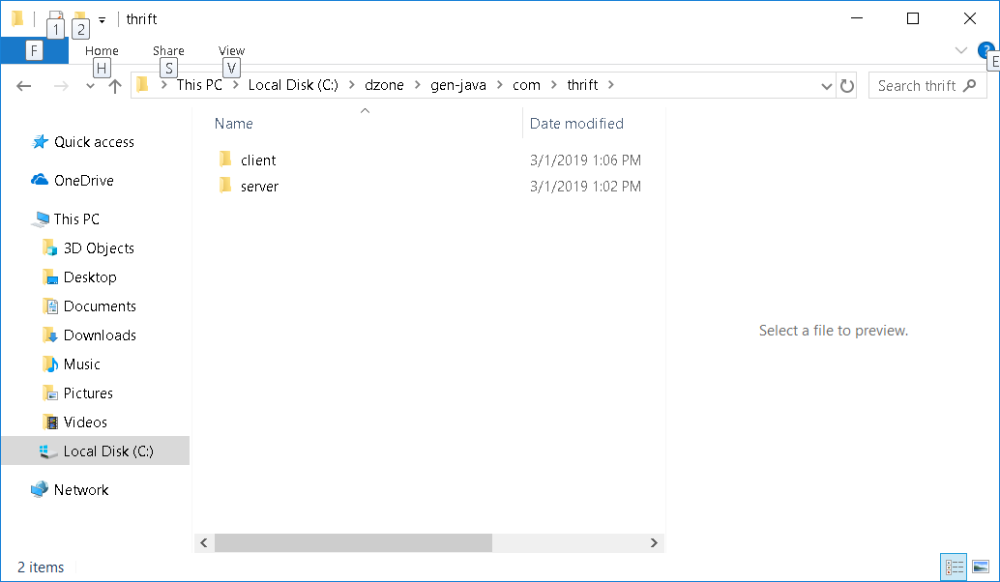 1 2 thrift
F Home Share View ?
H S V E
This PC Local Disk (C:) dzone gen-java com thrift Search thrift
Name Date modified
Quick access
client 3/1/2019 1:06 PM
OneDrive
server 3/1/2019 1:02 PM
This PC
3D Objects
Desktop
Documents
Select a file to preview.
Downloads
Music
Pictures
Videos
Local Disk (C:)
Network
2 items